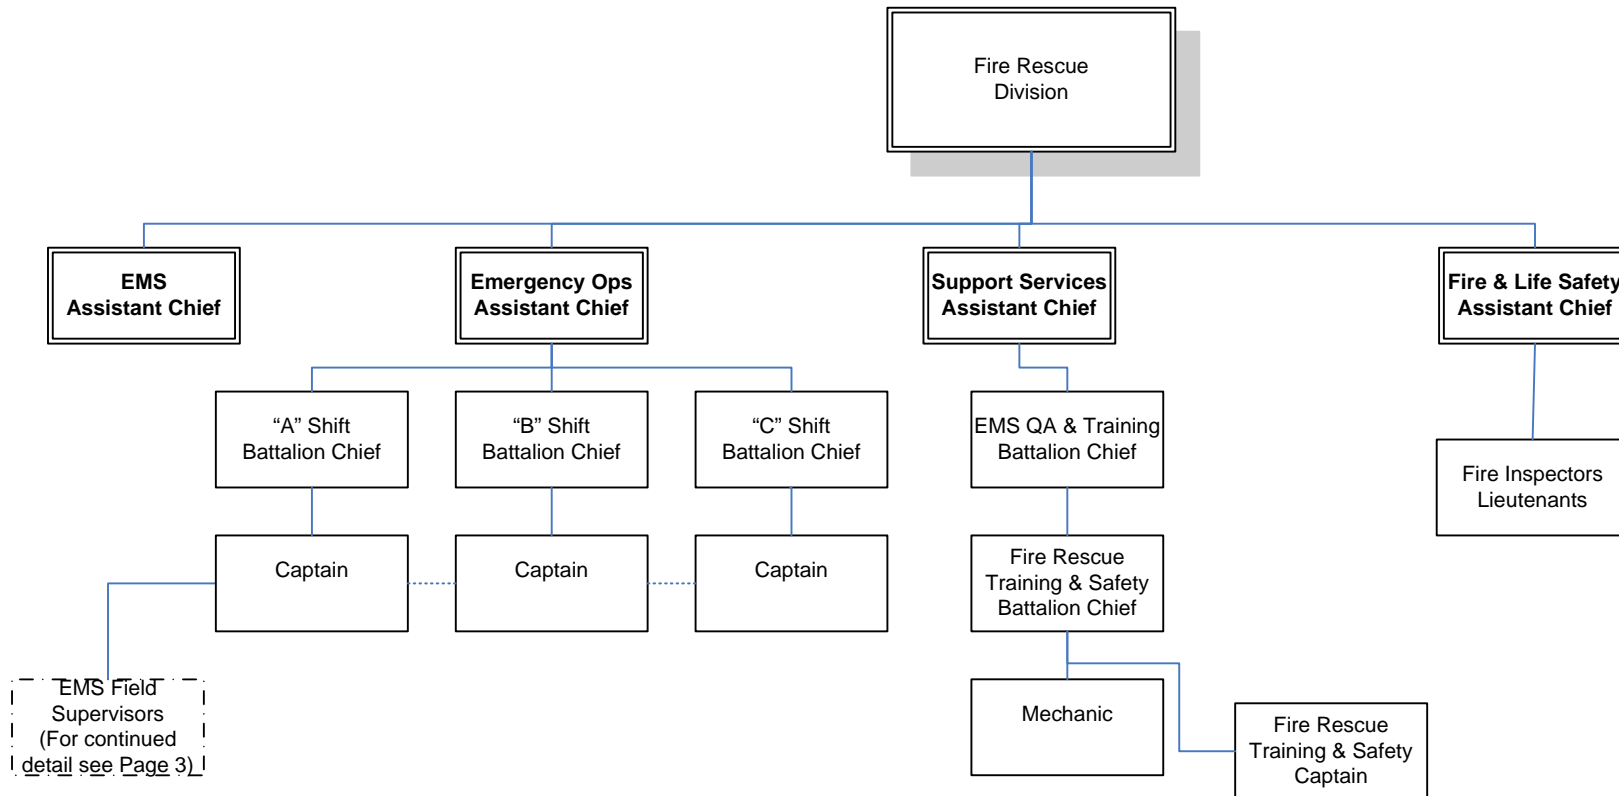 Fire Rescue
Division
EMS
Assistant Chief
Emergency Ops
Assistant Chief
Support Services
Assistant Chief
Fire & Life Safety
Assistant Chief
“A” Shift
Battalion Chief
“B” Shift
Battalion Chief
“C” Shift
Battalion Chief
EMS QA & Training
Battalion Chief
Fire Inspectors
Lieutenants
Captain
Captain
Captain
Fire Rescue
Training & Safety
Battalion Chief
EMS Field
Supervisors
(For continued
detail see Page 3)
Mechanic
Fire Rescue
Training & Safety
Captain